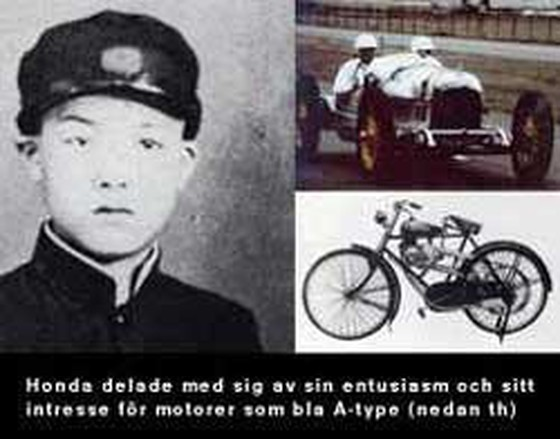 Honda delade med sig av sin entusiasm och sitt
intresse för motorer som bla A-type (nedan th)